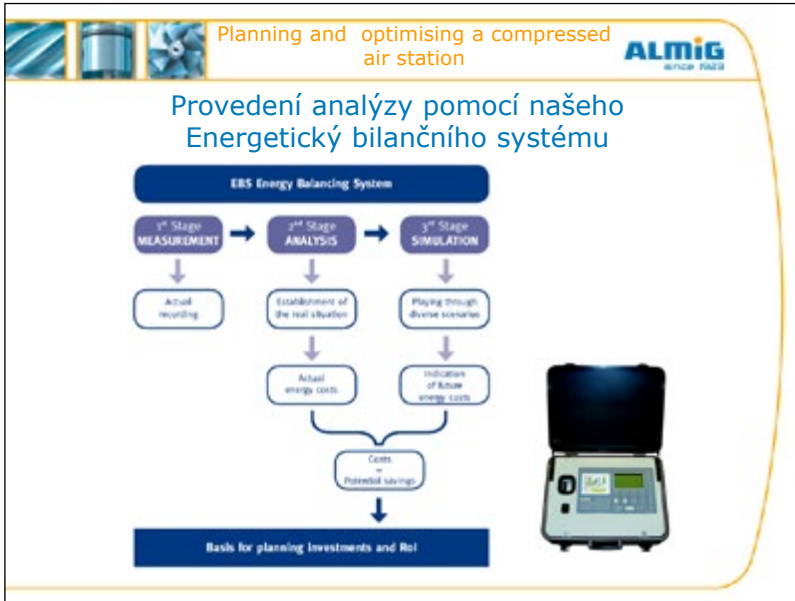 Planning and optimising a compressed
air station
ALMiG
since 1923
Provedení analýzy pomocí našeho
Energetický bilančního systému
EBS Energy Balancing System
1st Stage
MEASUREMENT
2nd Stage
ANALYSIS
3rd Stage
SIMULATION
Actual
recording
Establishment of
the real situation
Playing through
diverse scenarios
Actual
energy costs
Indication
of future
energy costs
Costs
=
Potential savings
Basis for planning Investments and RoI